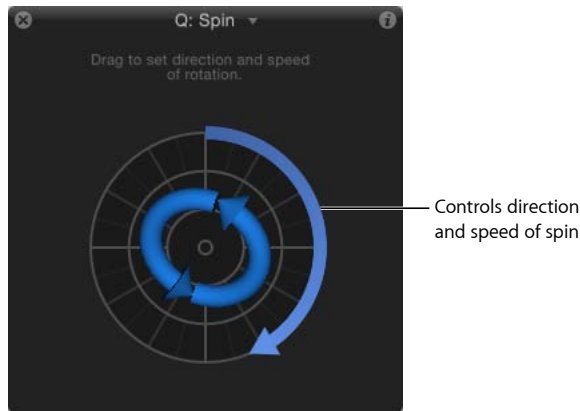 Q: Spin
Drag to set direction and speed
of rotation.
Controls direction
and speed of spin